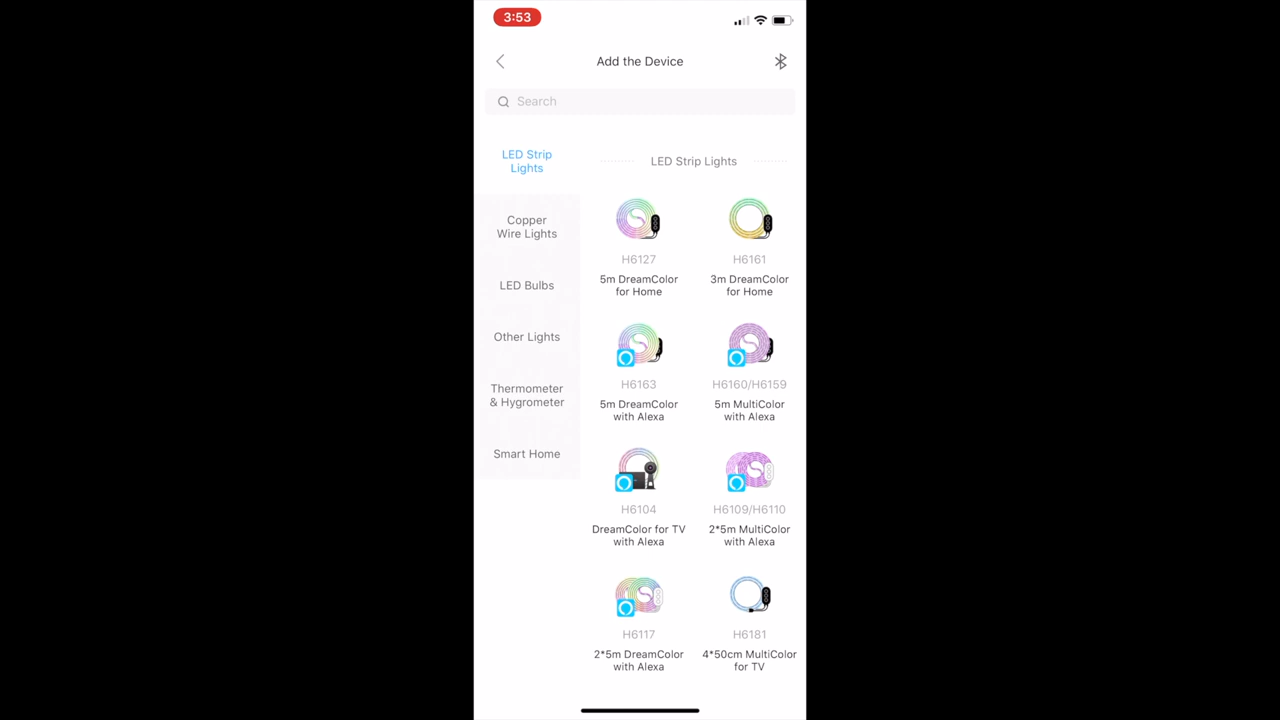 3:53
Add the Device
Search
LED Strip
Lights
Copper
Wire Lights
LED Bulbs
Other Lights
Thermometer
& Hygrometer
Smart Home
LED Strip Lights
H6127
5m DreamColor
for Home
H6161
3m DreamColor
for Home
H6163
5m DreamColor
with Alexa
H6160/H6159
5m MultiColor
with Alexa
H6104
DreamColor for TV
with Alexa
H6109/H6110
2*5m MultiColor
with Alexa
H6117
2*5m DreamColor
with Alexa
H6181
4*50cm MultiColor
for TV